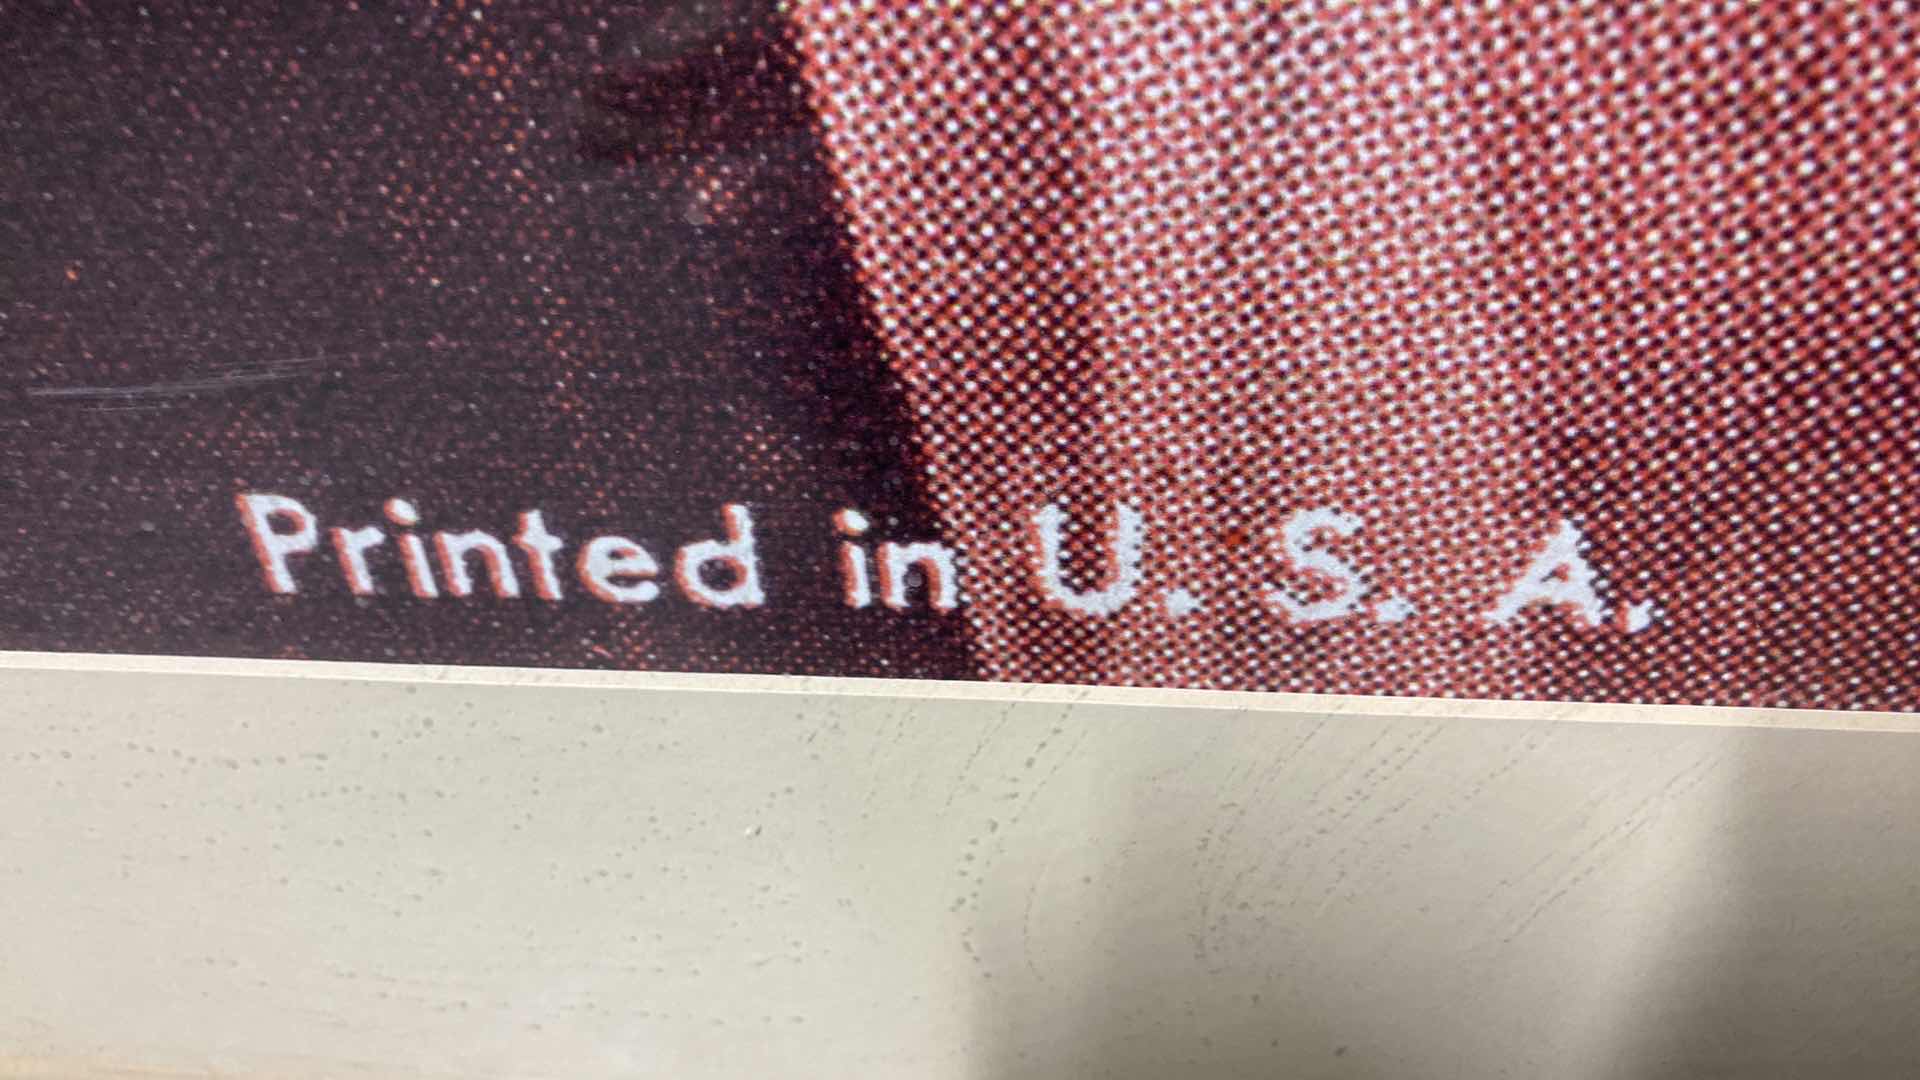 Printed in U. S. A.